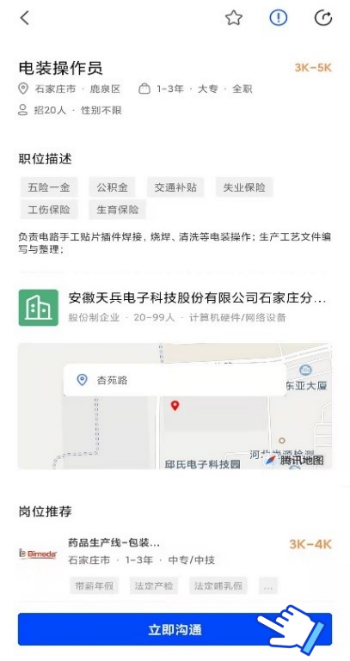 电装操作员
3K-5K
石家庄市 · 鹿泉区 1-3年 · 大专 · 全职
招20人 · 性别不限
职位描述
五险一金 公积金 交通补贴 失业保险
工伤保险 生育保险
负责电路手工贴片插件焊接，烧焊、清洗等电装操作；生产工艺文件编
写与整理；
安徽天兵电子科技股份有限公司石家庄分...
股份制企业 · 20-99人 · 计算机硬件/网络设备
杏苑路
东亚大厦
邱氏电子科技园
腾讯地图
岗位推荐
药品生产线-包装...
3K-4K
石家庄市 · 1-3年 · 中专/中技
带薪年假 法定产检 法定哺乳假 ...
立即沟通